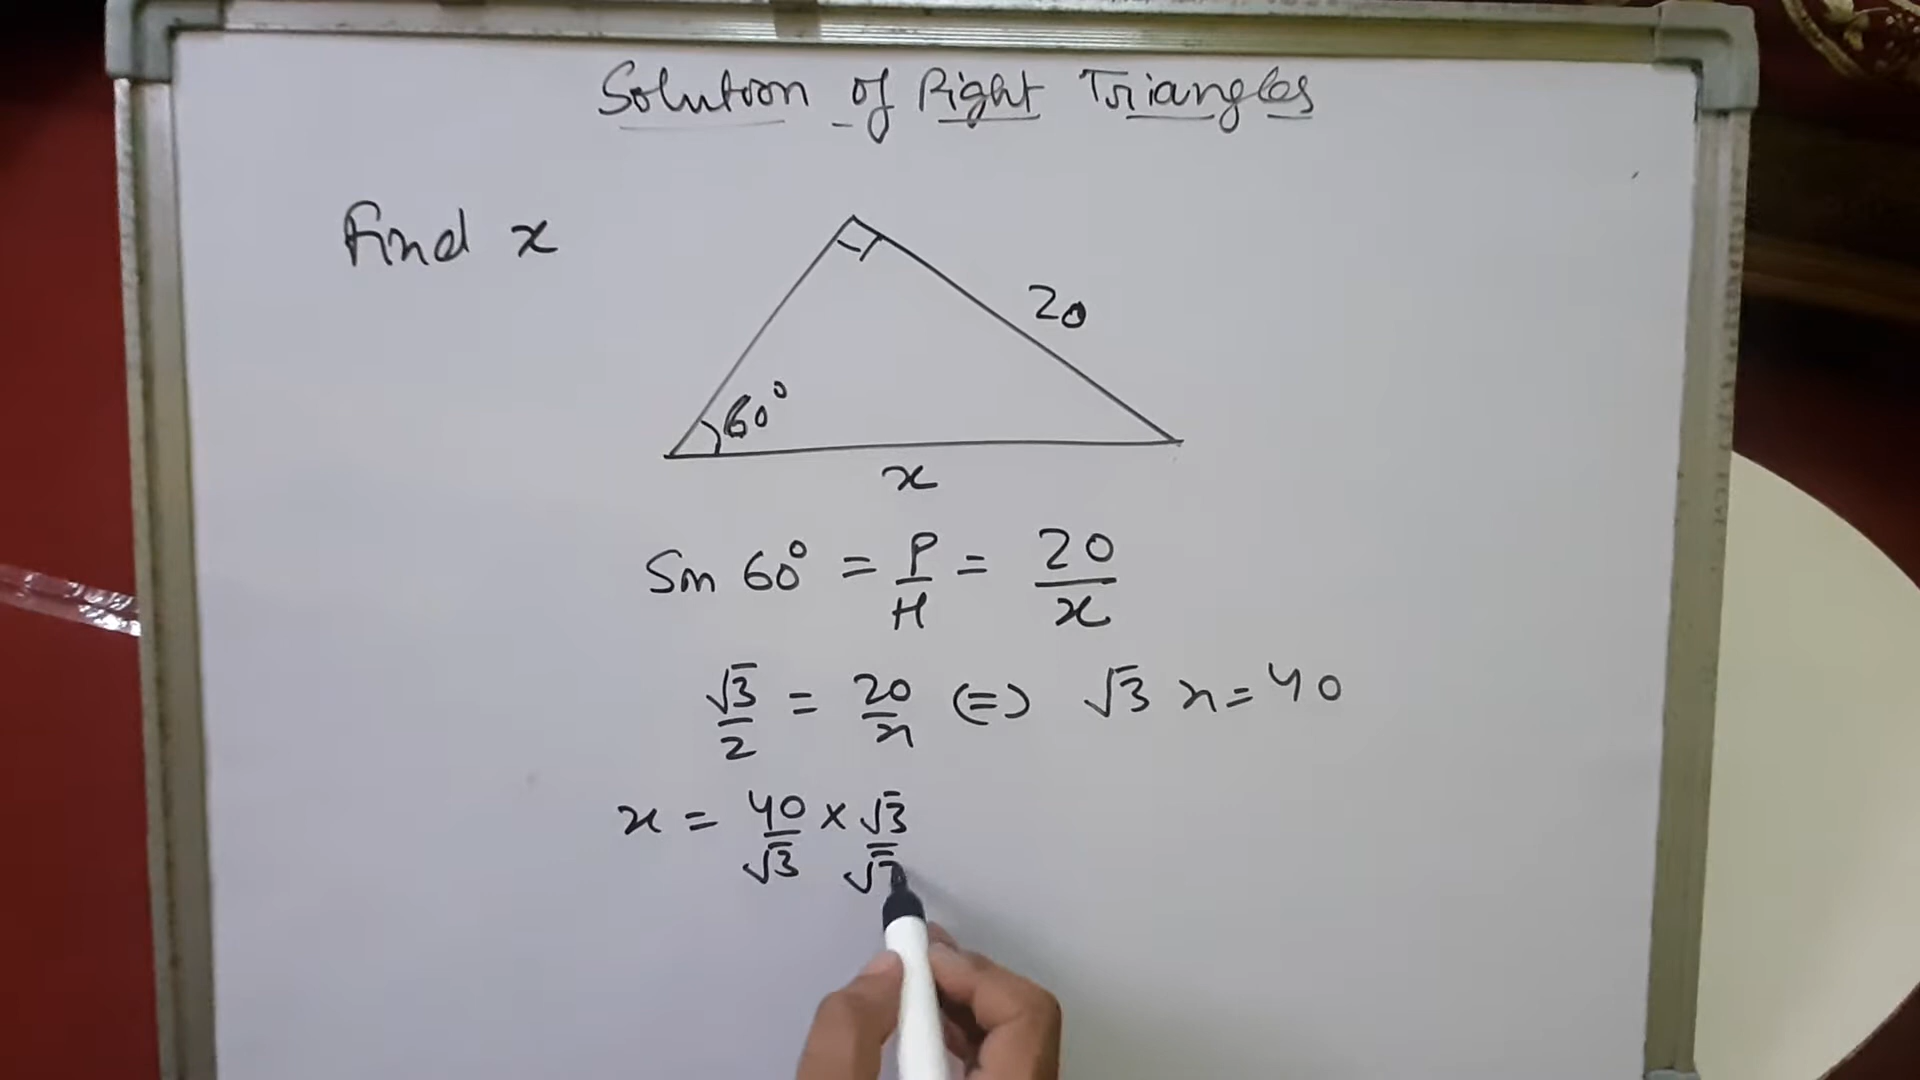 Solution of Right Triangles
Find x
20
60°
x
Sin 60° = P/H = 20/x
√3/2 = 20/x ⇔ √3 x = 40
x = 40/√3 × √3/√3